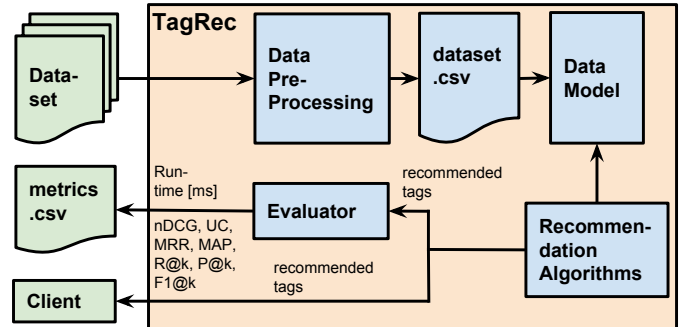 TagRec
Data-
set
Data
Pre-
Processing
dataset
.csv
Data
Model
metrics
.csv
Run-
time [ms]
nDCG, UC,
MRR, MAP,
R@k, P@k,
F1@k
Evaluator
recommended
tags
Recommen-
dation
Algorithms
recommended
tags
Client